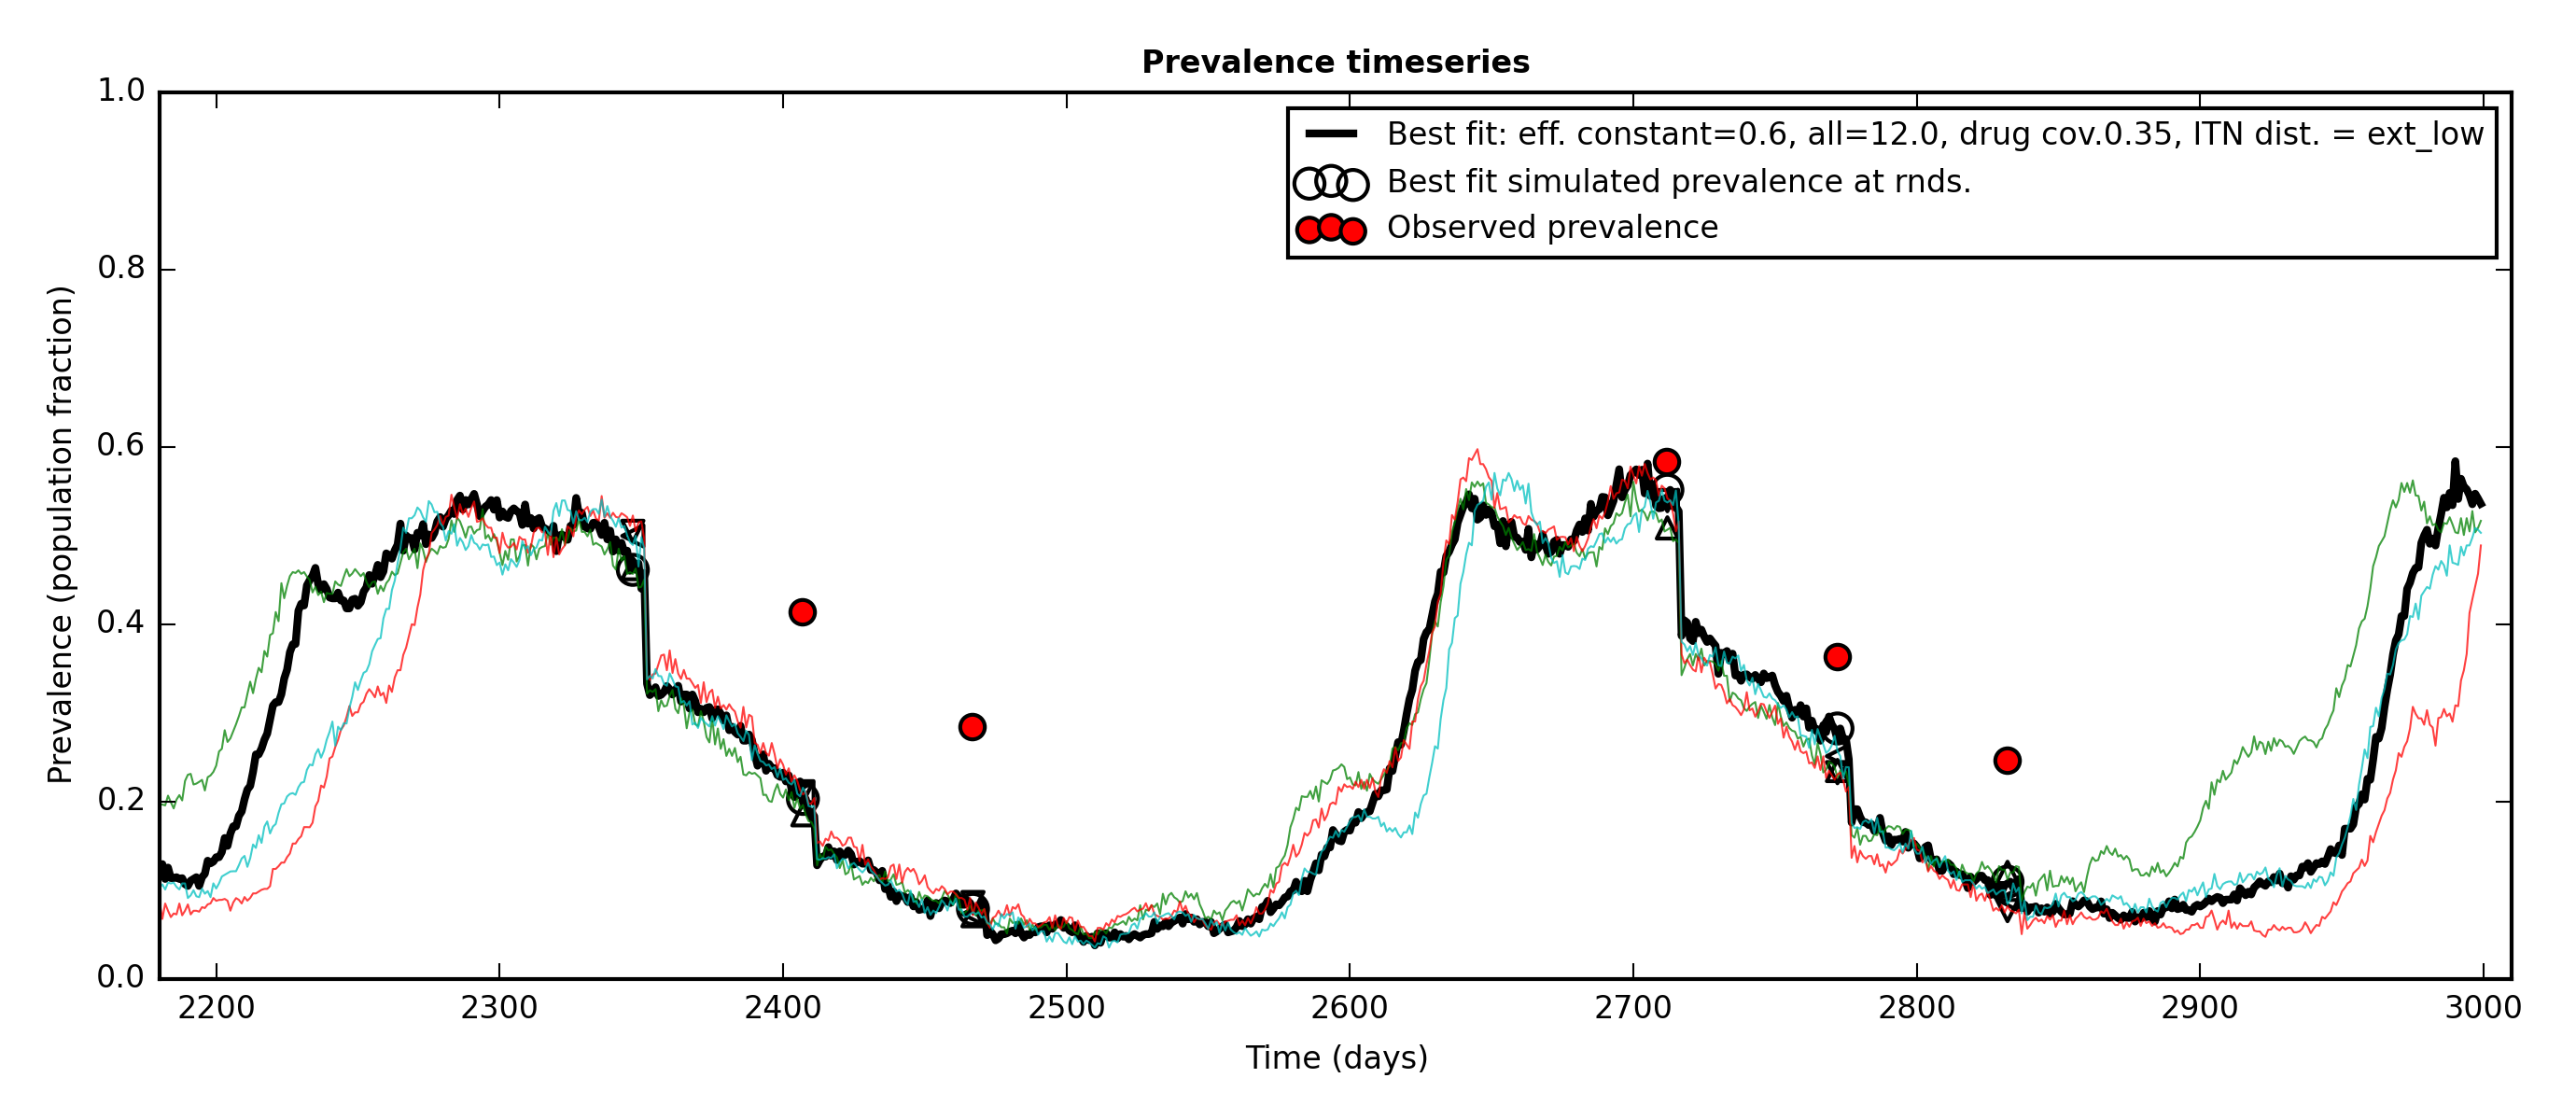 Prevalence timeseries
1.0
0.8
0.6
0.4
0.2
0.0
Prevalence (population fraction)
Best fit: eff. constant=0.6, all=12.0, drug cov.0.35, ITN dist. = ext_low
Best fit simulated prevalence at rnds.
Observed prevalence
2200 2300 2400 2500 2600 2700 2800 2900 3000
Time (days)